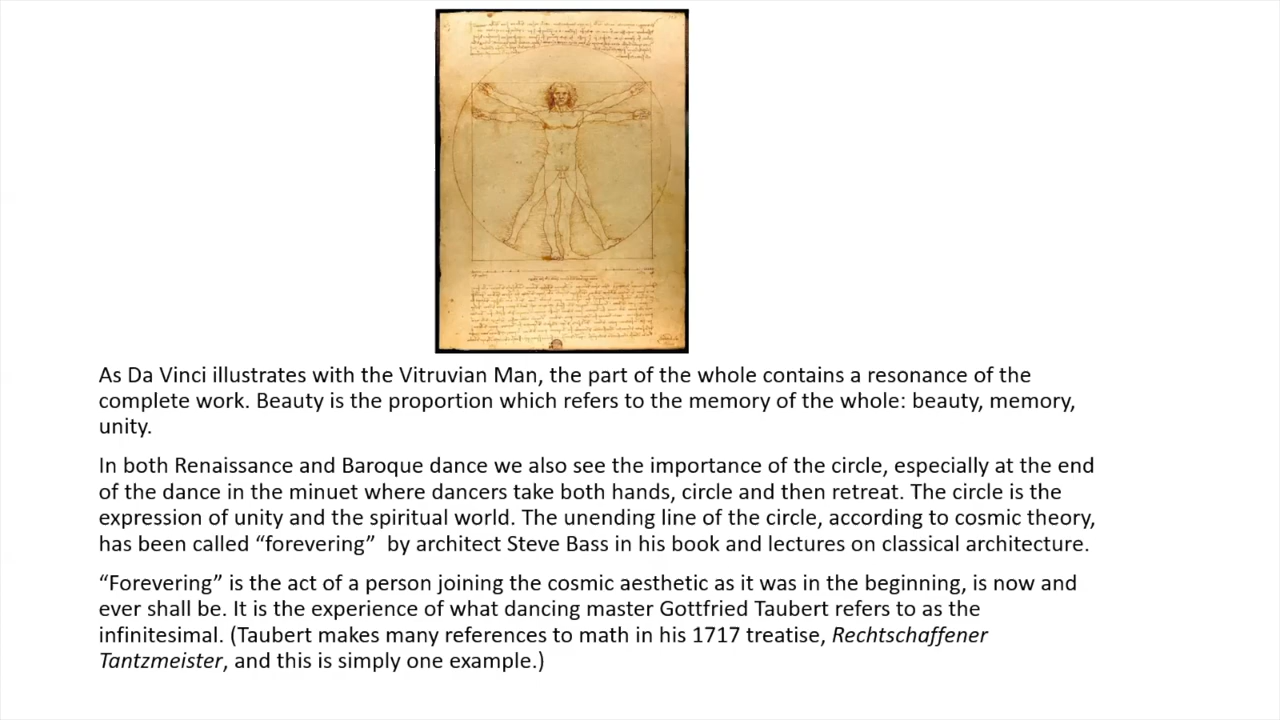 As Da Vinci illustrates with the Vitruvian Man, the part of the whole contains a resonance of the
complete work. Beauty is the proportion which refers to the memory of the whole: beauty, memory,
unity.
In both Renaissance and Baroque dance we also see the importance of the circle, especially at the end
of the dance in the minuet where dancers take both hands, circle and then retreat. The circle is the
expression of unity and the spiritual world. The unending line of the circle, according to cosmic theory,
has been called “forevering”  by architect Steve Bass in his book and lectures on classical architecture.
“Forevering” is the act of a person joining the cosmic aesthetic as it was in the beginning, is now and
ever shall be. It is the experience of what dancing master Gottfried Taubert refers to as the
infinitesimal. (Taubert makes many references to math in his 1717 treatise, Rechtschaffener
Tantzmeister, and this is simply one example.)